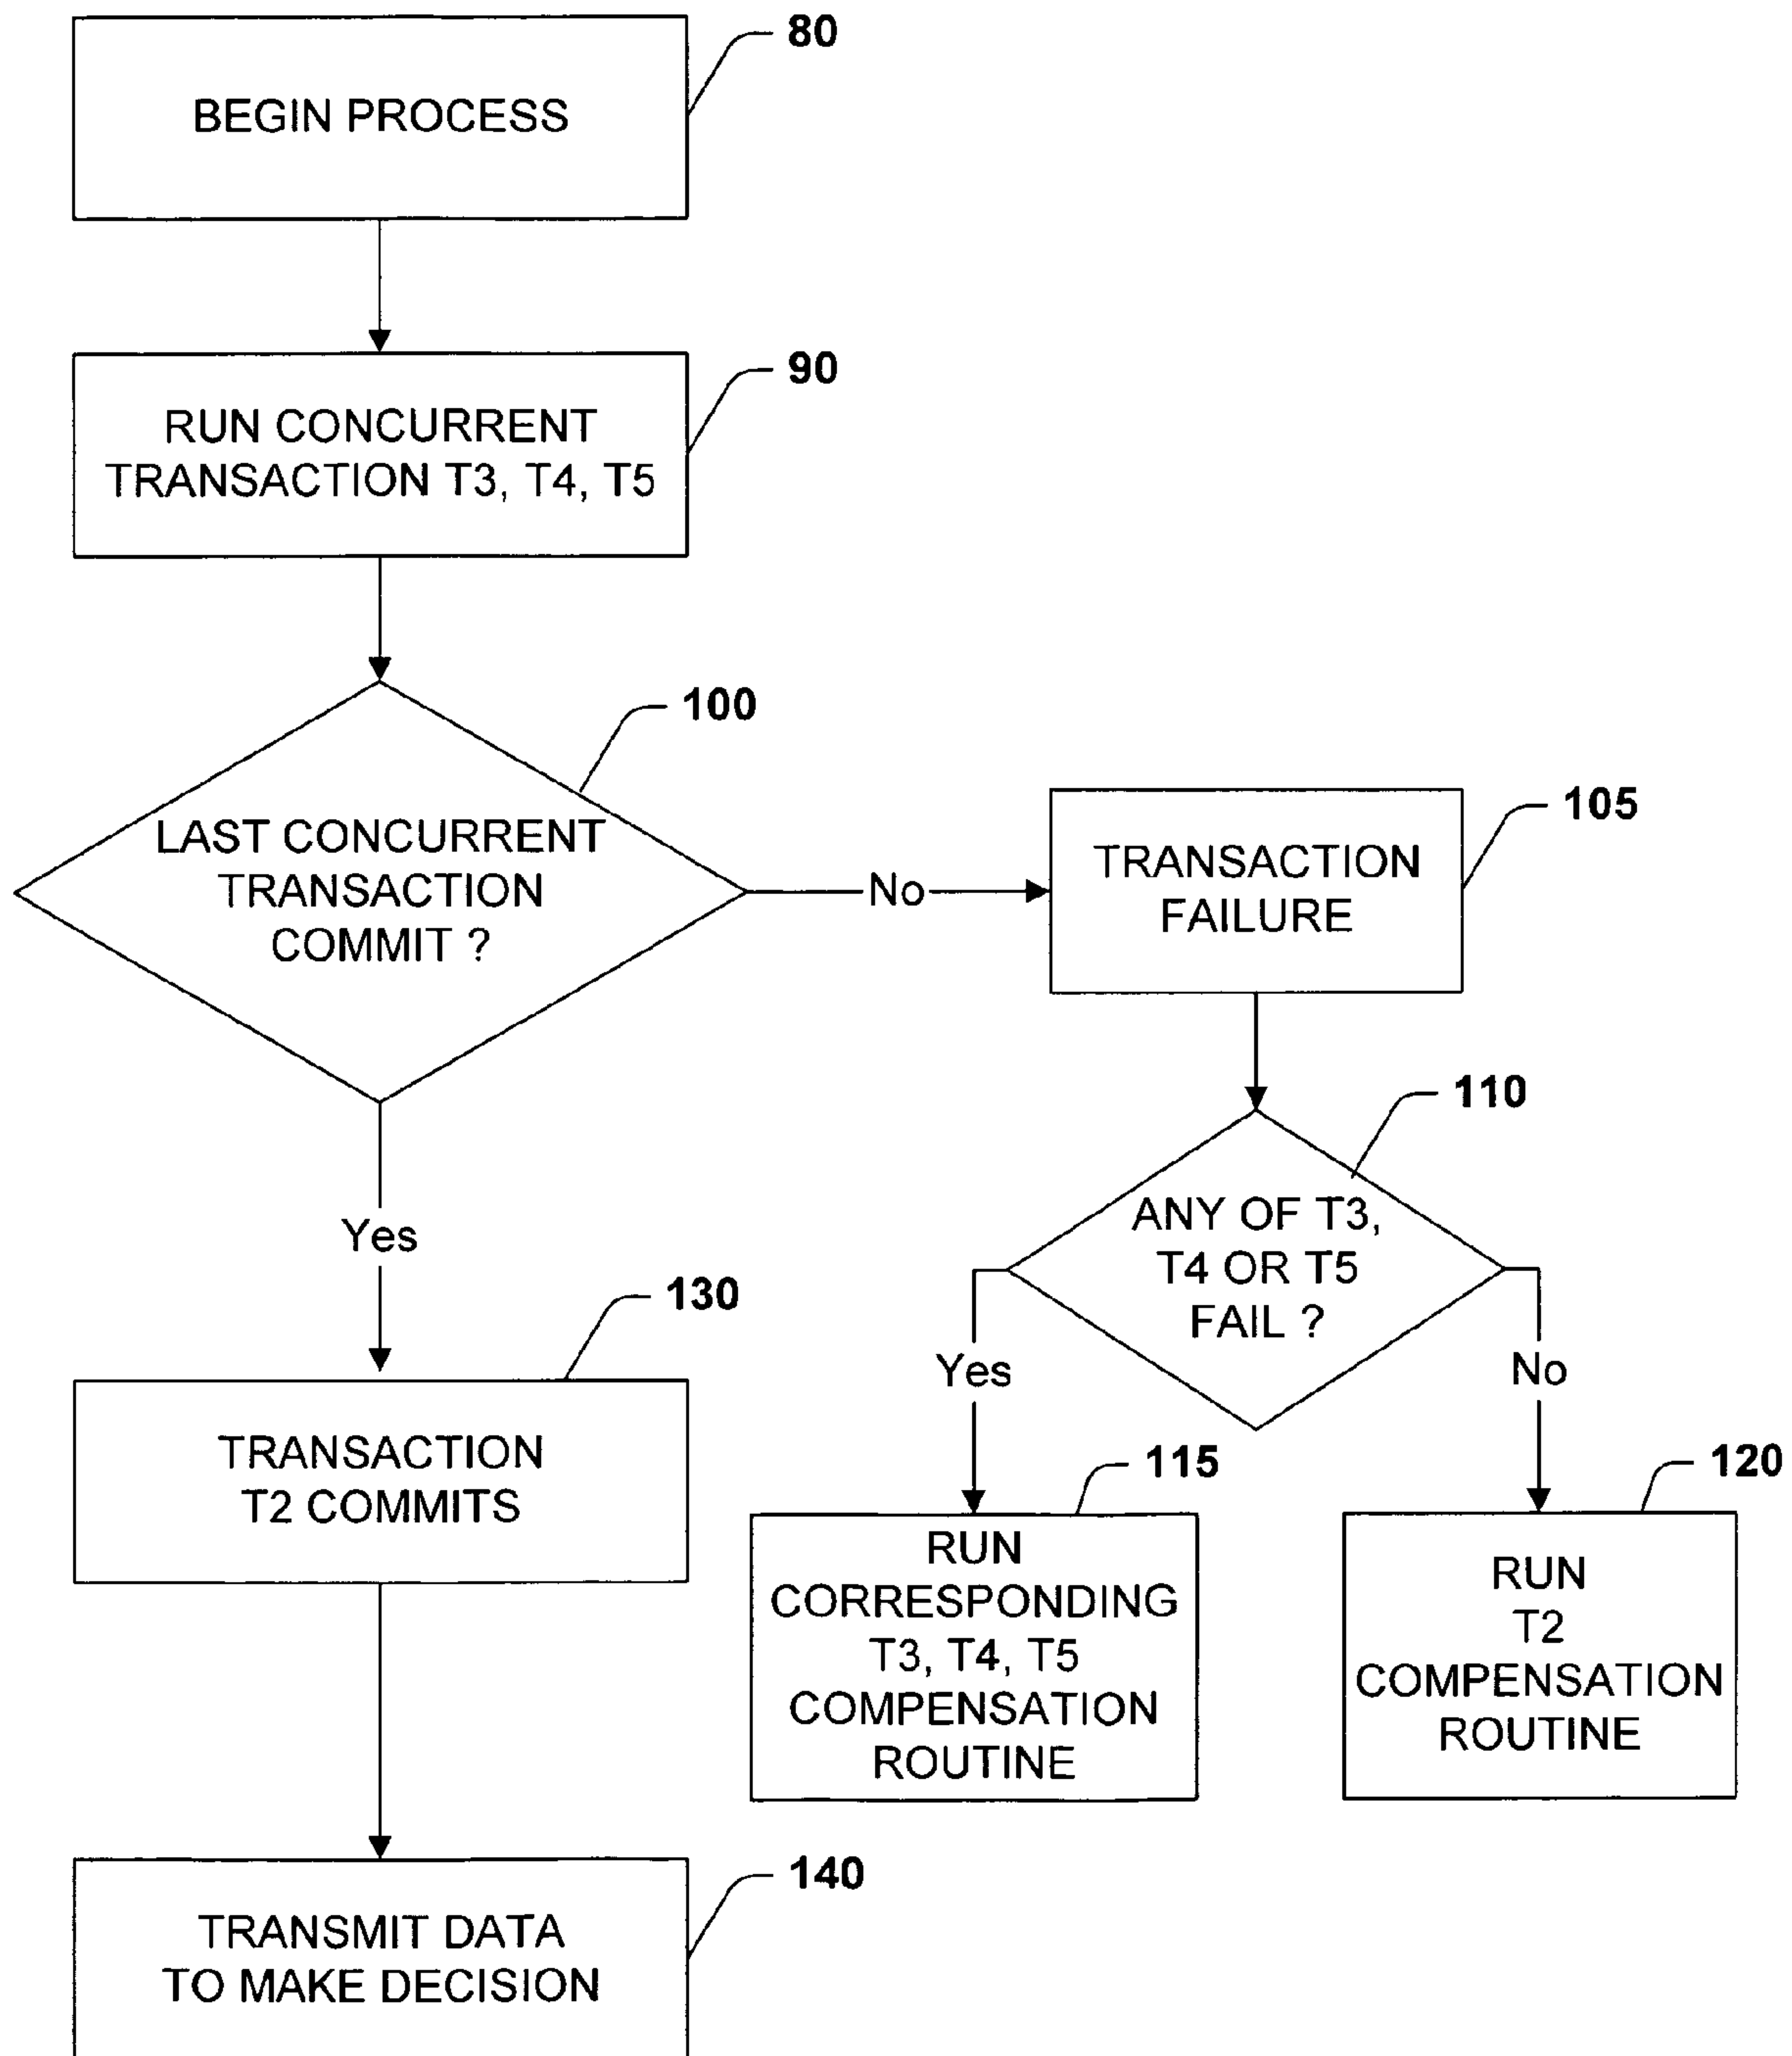 80
BEGIN PROCESS
90
RUN CONCURRENT
TRANSACTION T3, T4, T5
100
LAST CONCURRENT
TRANSACTION
COMMIT ?
No
105
TRANSACTION
FAILURE
110
ANY OF T3,
T4 OR T5
FAIL ?
Yes
No
Yes
130
TRANSACTION
T2 COMMITS
115
RUN
CORRESPONDING
T3, T4, T5
COMPENSATION
ROUTINE
120
RUN
T2
COMPENSATION
ROUTINE
140
TRANSMIT DATA
TO MAKE DECISION